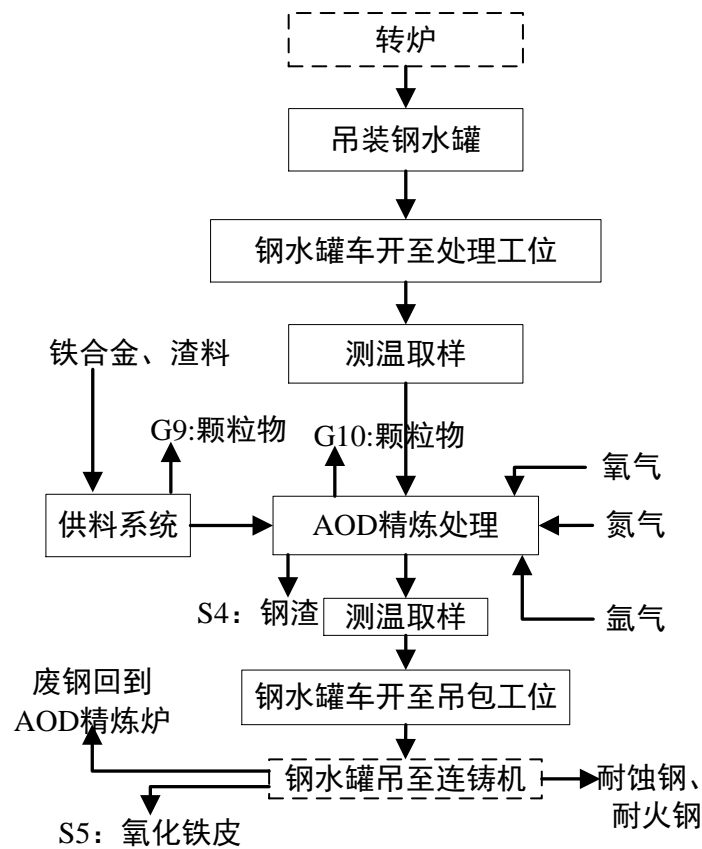 转炉
吊装钢水罐
钢水罐车开至处理工位
测温取样
铁合金、渣料
G9:颗粒物
G10:颗粒物
氧气
供料系统
AOD精炼处理
氮气
S4：钢渣
测温取样
氩气
废钢回到
AOD精炼炉
钢水罐车开至吊包工位
钢水罐吊至连铸机
耐蚀钢、
耐火钢
S5：氧化铁皮